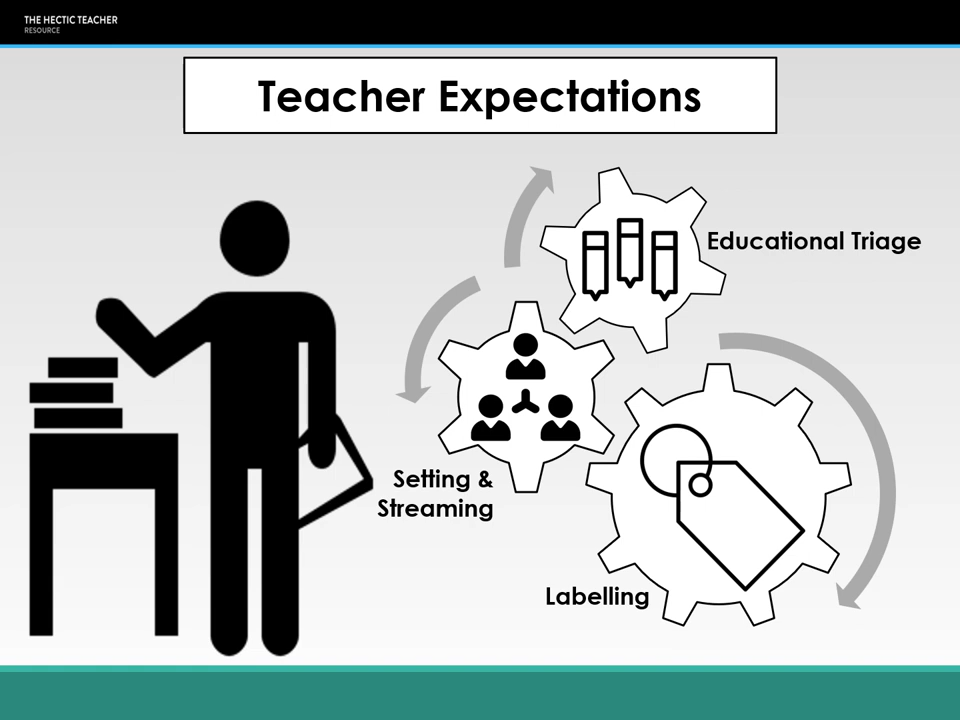 THE HECTIC TEACHER
RESOURCE
Teacher Expectations
Educational Triage
Setting &
Streaming
Labelling